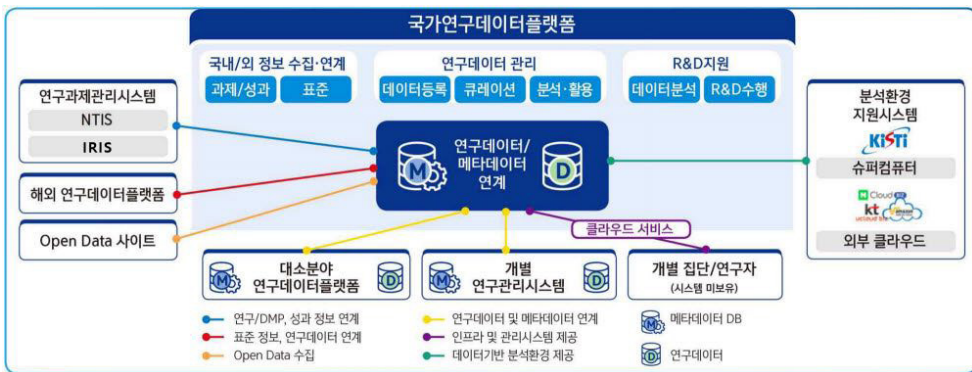 국가연구데이터플랫폼
국내/외 정보 수집·연계
과제/성과
표준
연구데이터 관리
데이터등록
큐레이션
분석·활용
R&D지원
데이터분석
R&D수행
연구과제관리시스템
NTIS
IRIS
해외 연구데이터플랫폼
Open Data 사이트
M
연구데이터/
메타데이터
연계
D
분석환경
지원시스템
KiSTi
슈퍼컴퓨터
Cloud
kt
ucloud biz
외부 클라우드
클라우드 서비스
M
대소분야
연구데이터플랫폼
D
M
개별
연구관리시스템
D
개별 집단/연구자
(시스템 미보유)
연구/DMP, 성과 정보 연계
표준 정보, 연구데이터 연계
Open Data 수집
연구데이터 및 메타데이터 연계
인프라 및 관리시스템 제공
데이터기반 분석환경 제공
M
메타데이터 DB
D
연구데이터